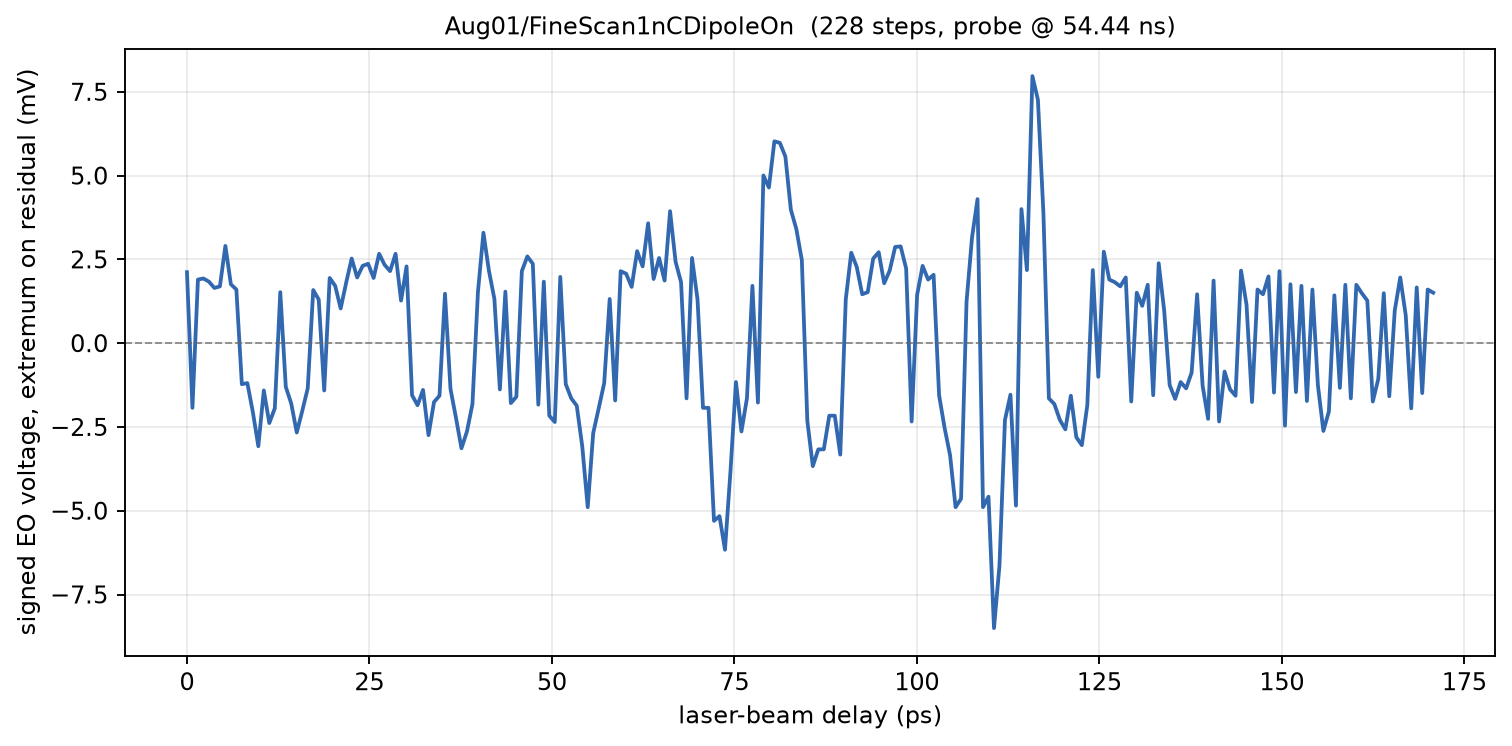 Aug01/FineScan1nCDipoleOn (228 steps, probe @ 54.44 ns)
signed EO voltage, extremum on residual (mV)
7.5
5.0
2.5
0.0
−2.5
−5.0
−7.5
0 25 50 75 100 125 150 175
laser-beam delay (ps)